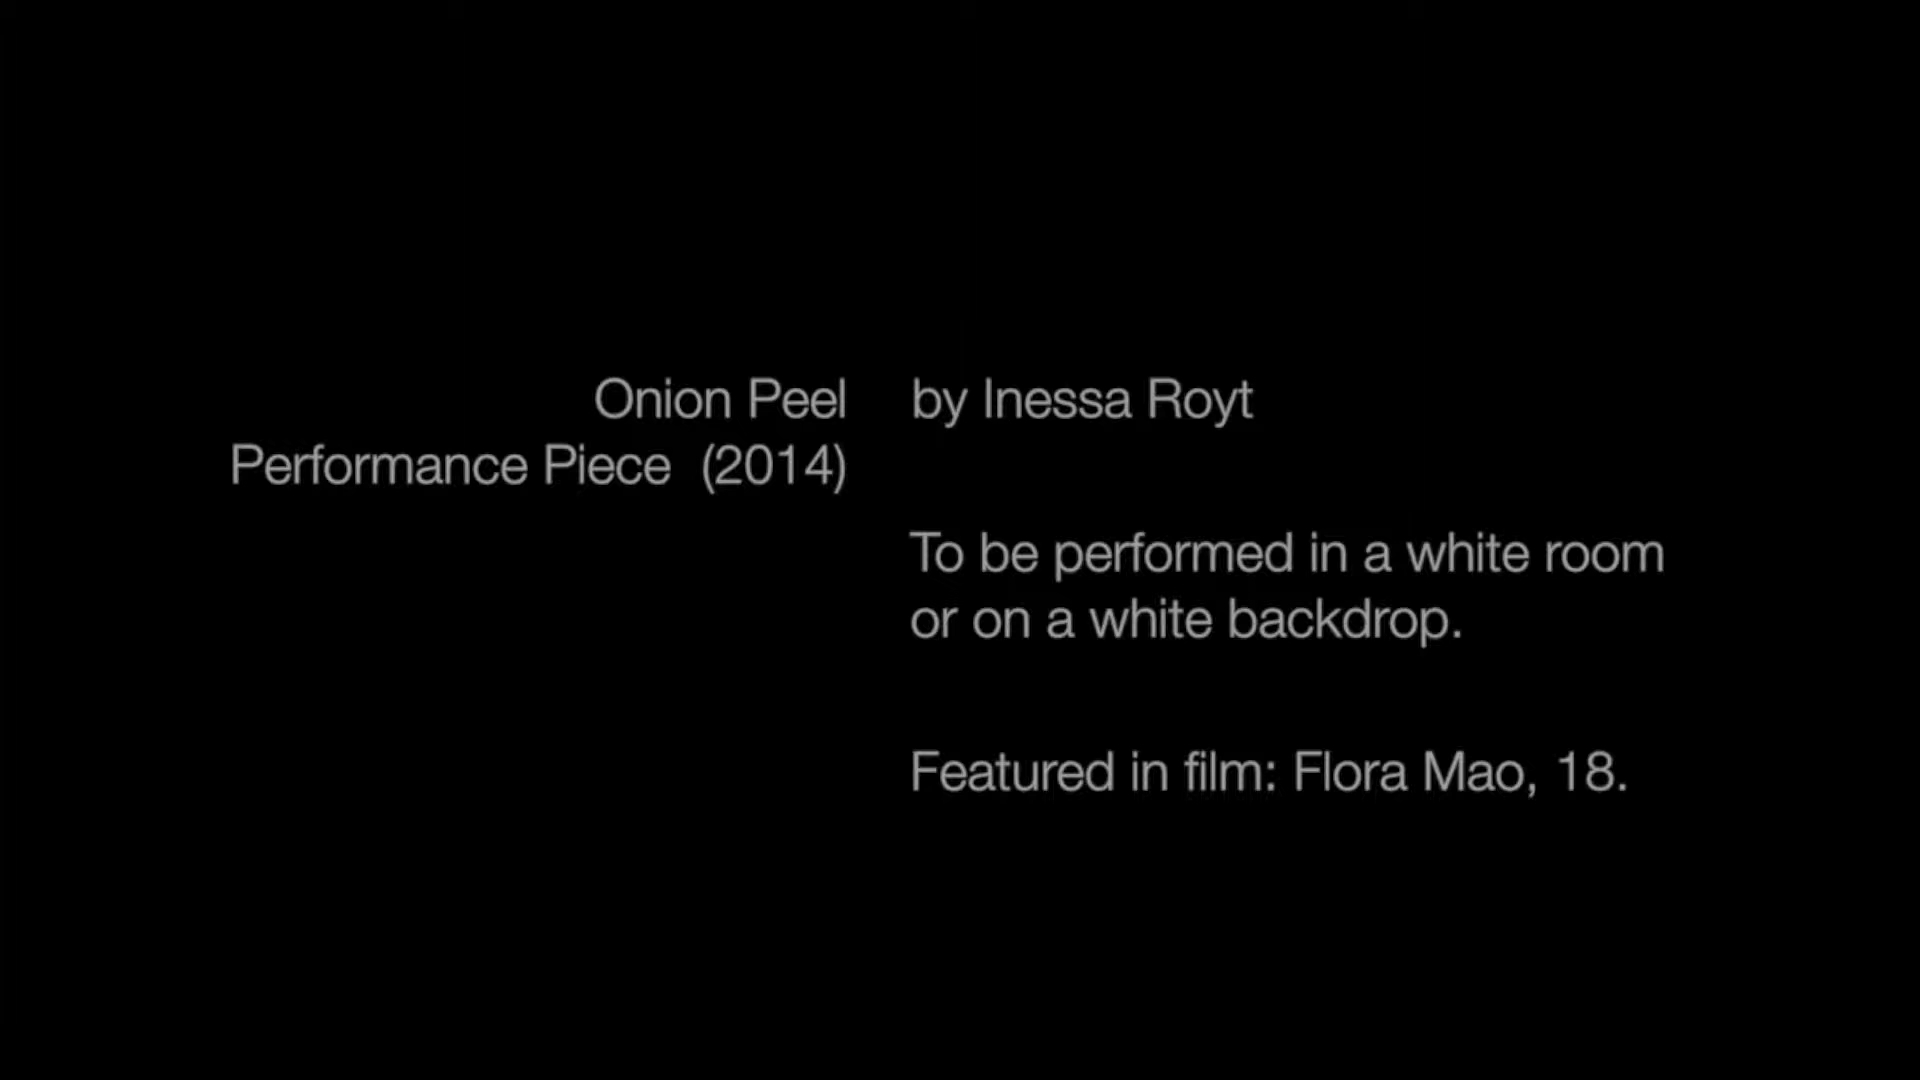 Onion Peel by Inessa Royt
Performance Piece (2014)
To be performed in a white room
or on a white backdrop.
Featured in film: Flora Mao, 18.